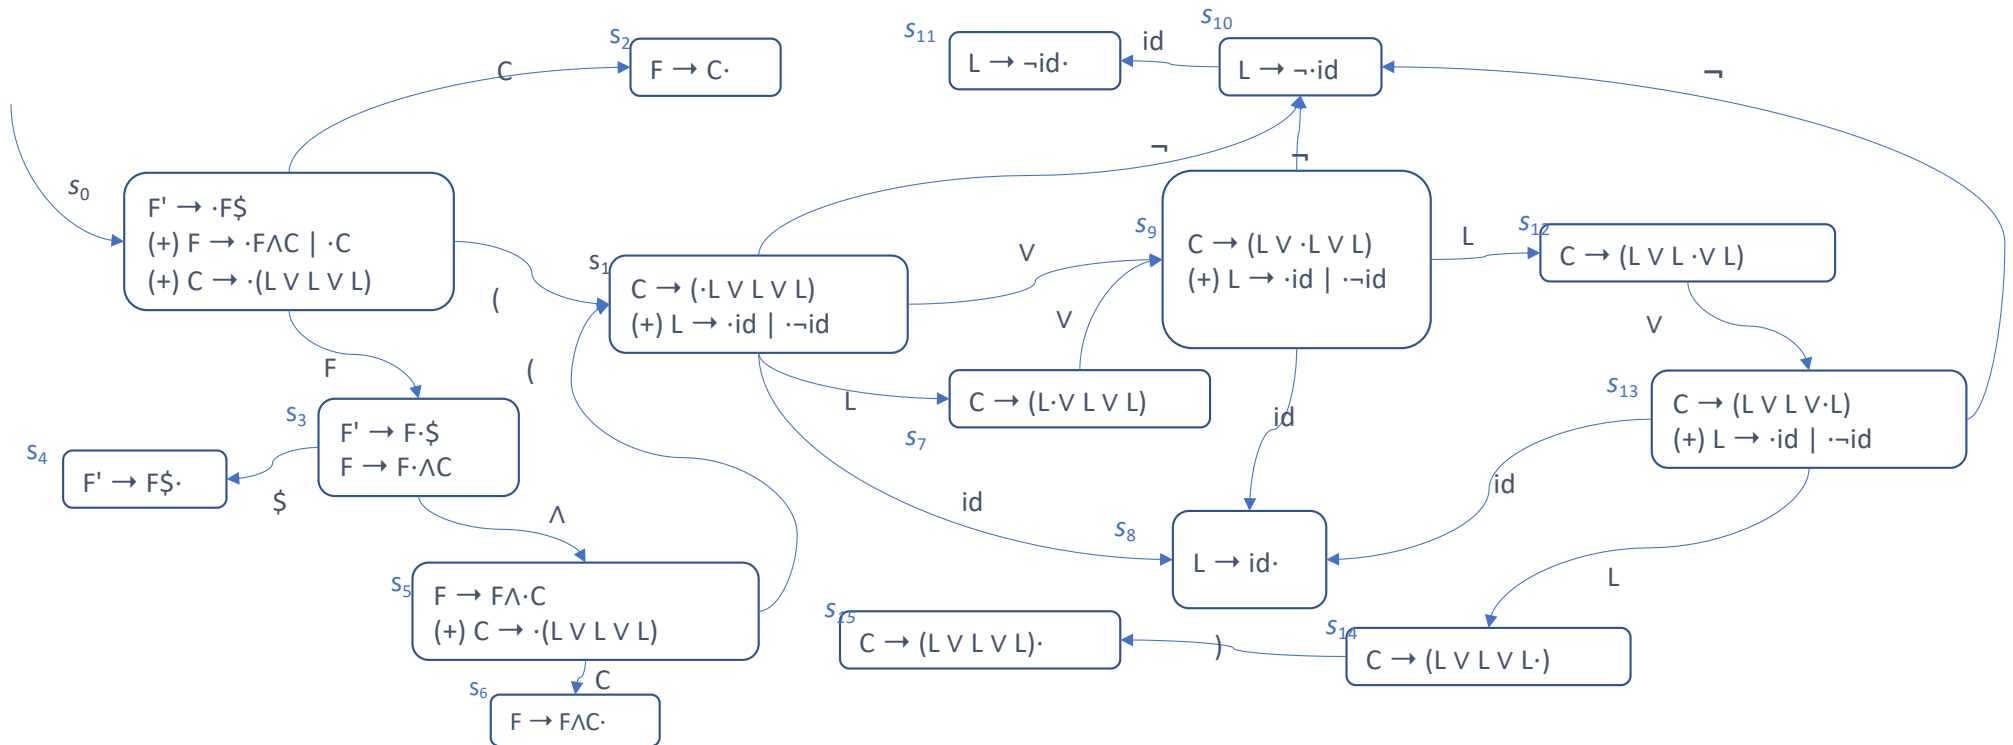 s0
F' → ·F$
(+) F → ·F∧C | ·C
(+) C → ·(L ∨ L ∨ L)
C
s2
F → C·
(
F
s3
F' → F·$
F → F·∧C
$
s4
F' → F$·
∧
s5
F → F∧·C
(+) C → ·(L ∨ L ∨ L)
(
C
s6
F → F∧C·
s1
C → (·L ∨ L ∨ L)
(+) L → ·id | ·¬id
¬
∨
L
id
s7
C → (L·∨ L ∨ L)
∨
s11
L → ¬id·
id
s10
L → ¬·id
¬
s9
C → (L ∨ ·L ∨ L)
(+) L → ·id | ·¬id
id
L
s8
L → id·
s12
C → (L ∨ L ·∨ L)
∨
s13
C → (L ∨ L ∨·L)
(+) L → ·id | ·¬id
¬
id
L
s14
C → (L ∨ L ∨ L·)
)
s15
C → (L ∨ L ∨ L)·